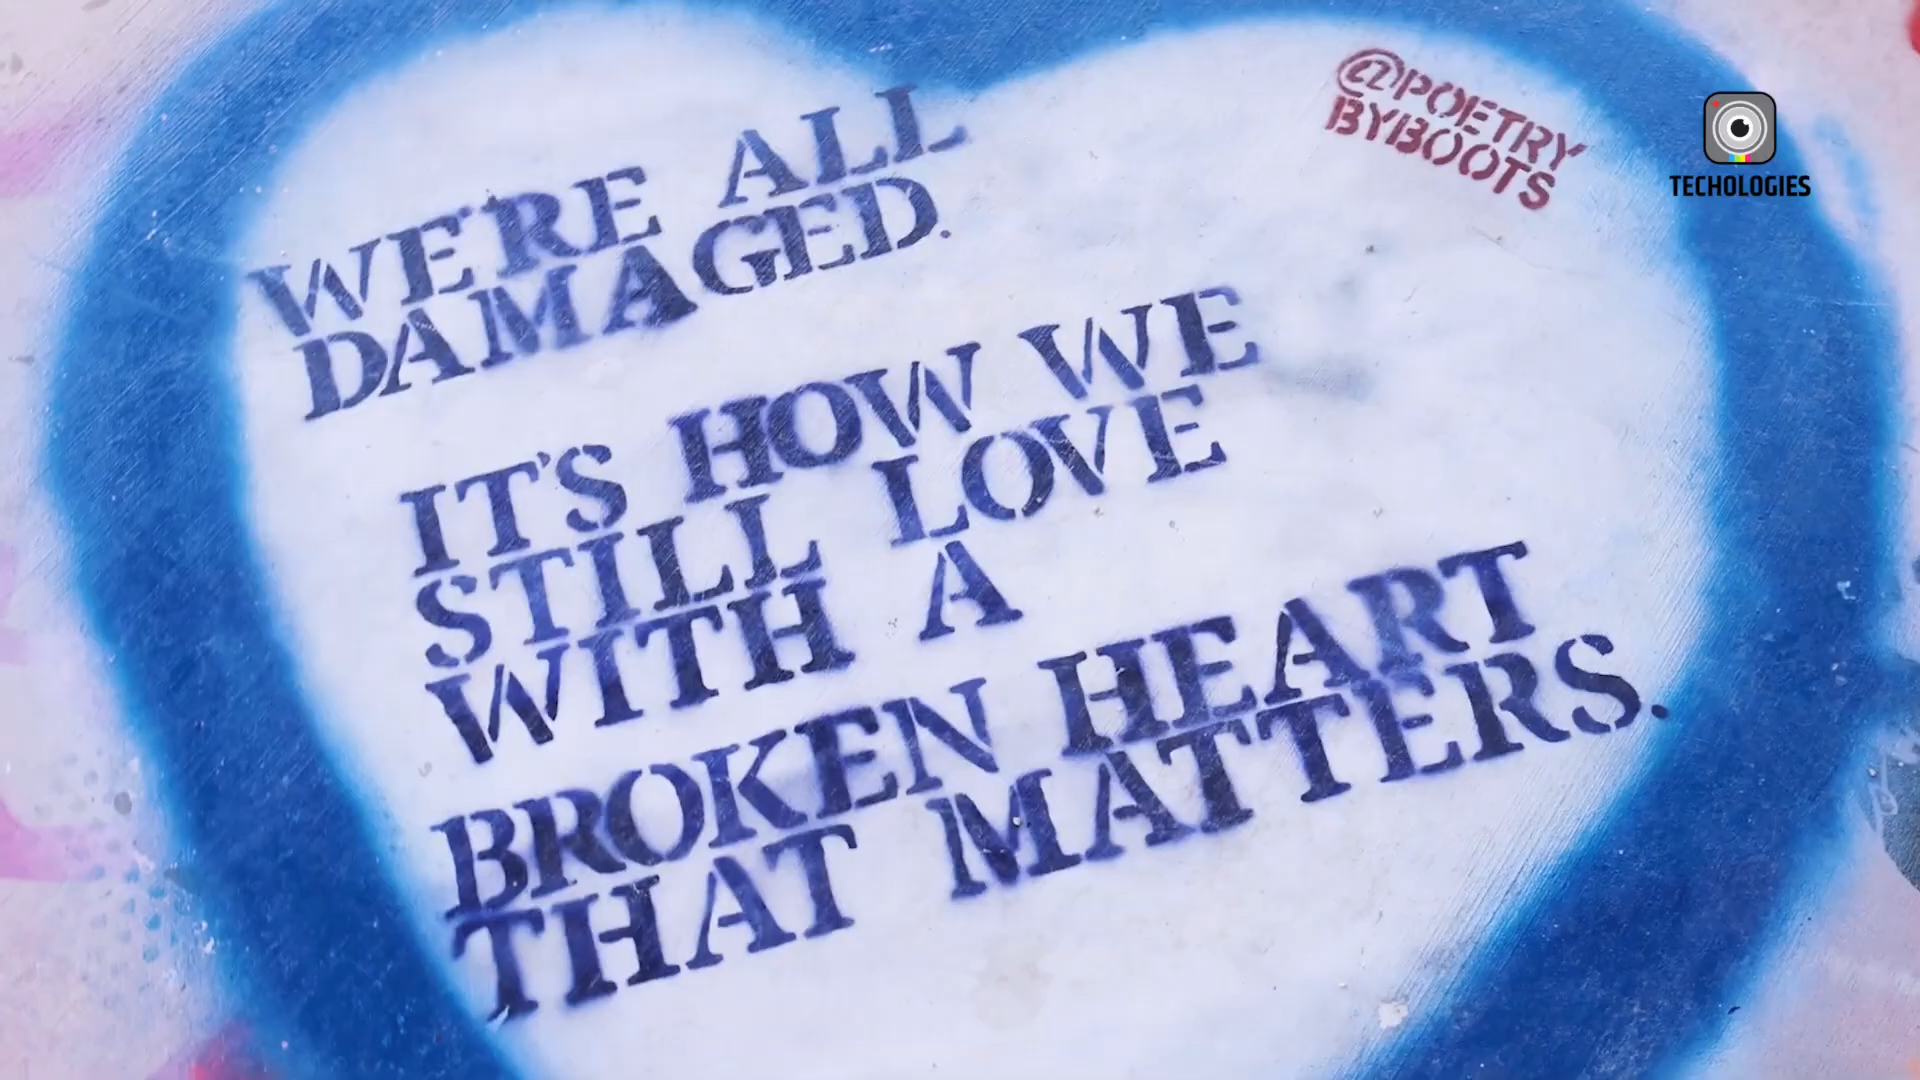 WE'RE ALL
DAMAGED.
IT'S HOW WE
STILL LOVE
WITH A
BROKEN HEART
THAT MATTERS.
@POETRY
BYBOOTS
TECHOLOGIES